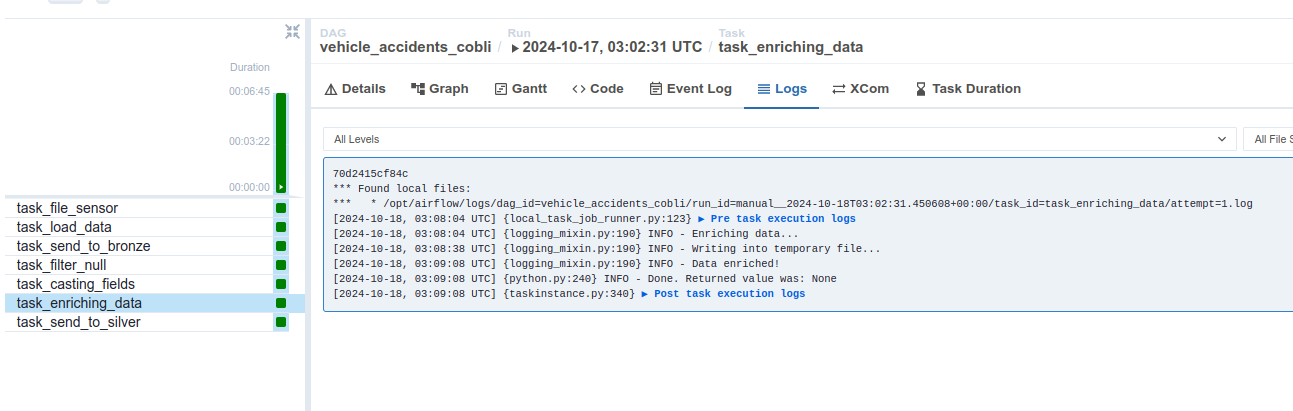 DAG
Run
Task
vehicle_accidents_cobli / 2024-10-17, 03:02:31 UTC / task_enriching_data
Duration
00:06:45
00:03:22
00:00:00
task_file_sensor
task_load_data
task_send_to_bronze
task_filter_null
task_casting_fields
task_enriching_data
task_send_to_silver
Details Graph Gantt Code Event Log Logs XCom Task Duration
All Levels
All File S
70d2415cf84c
*** Found local files:
***   * /opt/airflow/logs/dag_id=vehicle_accidents_cobli/run_id=manual__2024-10-18T03:02:31.450608+00:00/task_id=task_enriching_data/attempt=1.log
[2024-10-18, 03:08:04 UTC] {local_task_job_runner.py:123} ▶ Pre task execution logs
[2024-10-18, 03:08:04 UTC] {logging_mixin.py:190} INFO - Enriching data...
[2024-10-18, 03:08:38 UTC] {logging_mixin.py:190} INFO - Writing into temporary file...
[2024-10-18, 03:09:08 UTC] {logging_mixin.py:190} INFO - Data enriched!
[2024-10-18, 03:09:08 UTC] {python.py:240} INFO - Done. Returned value was: None
[2024-10-18, 03:09:08 UTC] {taskinstance.py:340} ▶ Post task execution logs